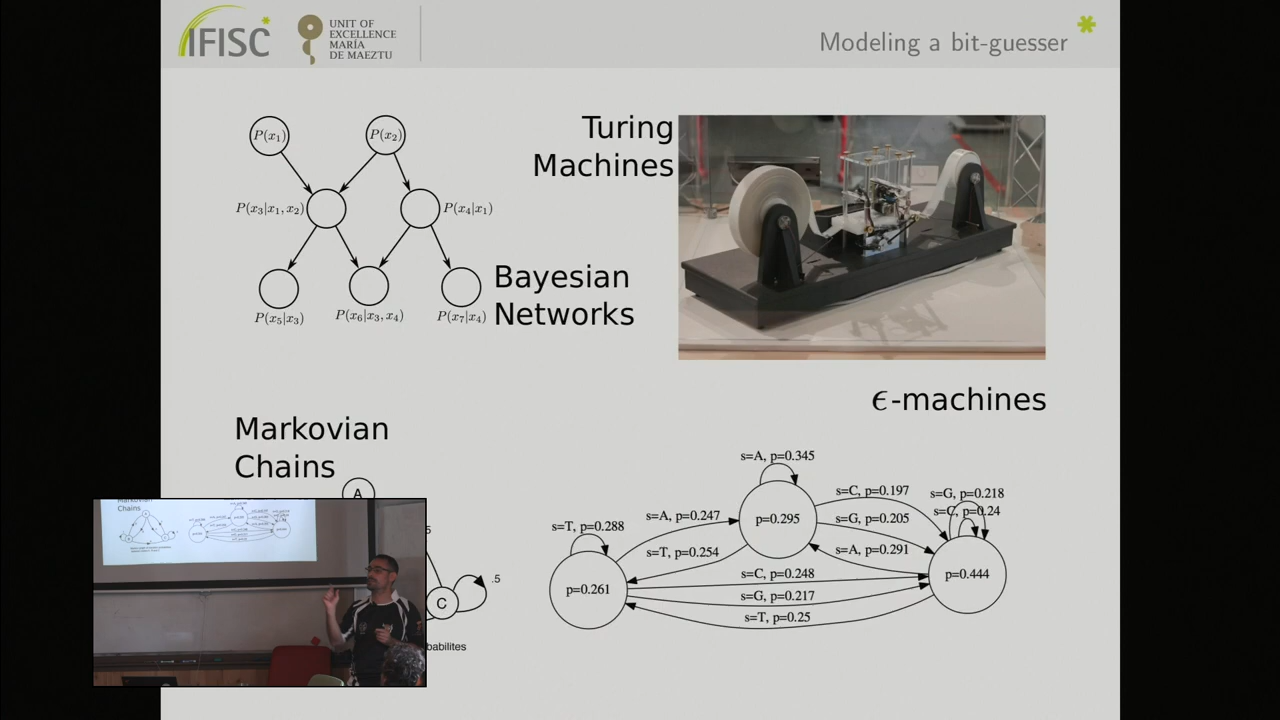 IFISC
UNIT OF
EXCELLENCE
MARÍA
DE MAEZTU
Modeling a bit-guesser
P(x₁)
P(x₂)
P(x₃|x₁, x₂)
P(x₄|x₁)
P(x₅|x₃)
P(x₆|x₃, x₄)
P(x₇|x₄)
Turing
Machines
Bayesian
Networks
ϵ-machines
Markovian
Chains
A
C
.5
babilites
s=A, p=0.345
s=C, p=0.197
s=G, p=0.218
s=C, p=0.24
s=T, p=0.288
s=A, p=0.247
p=0.295
s=G, p=0.205
s=T, p=0.254
s=A, p=0.291
p=0.261
s=C, p=0.248
p=0.444
s=G, p=0.217
s=T, p=0.25